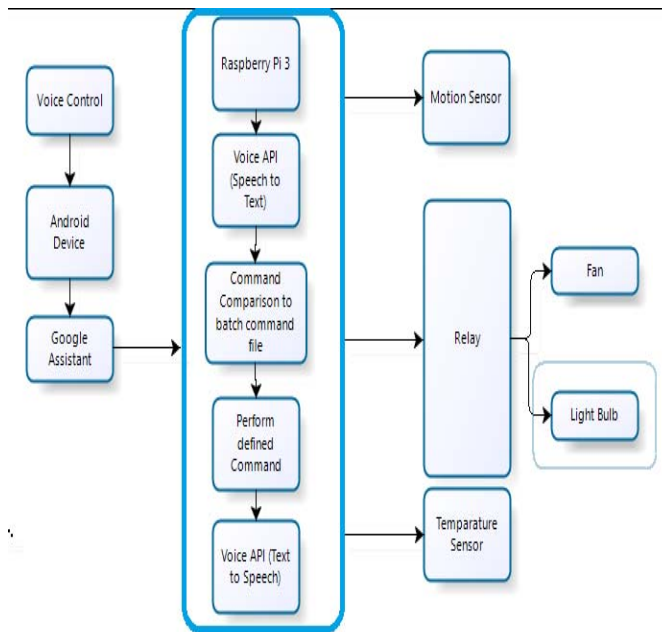 Voice Control
Android
Device
Google
Assistant
Raspberry Pi 3
Voice API
(Speech to
Text)
Command
Comparison to
batch command
file
Perform
defined
Command
Voice API (Text
to Speech)
Motion Sensor
Relay
Temparature
Sensor
Fan
Light Bulb